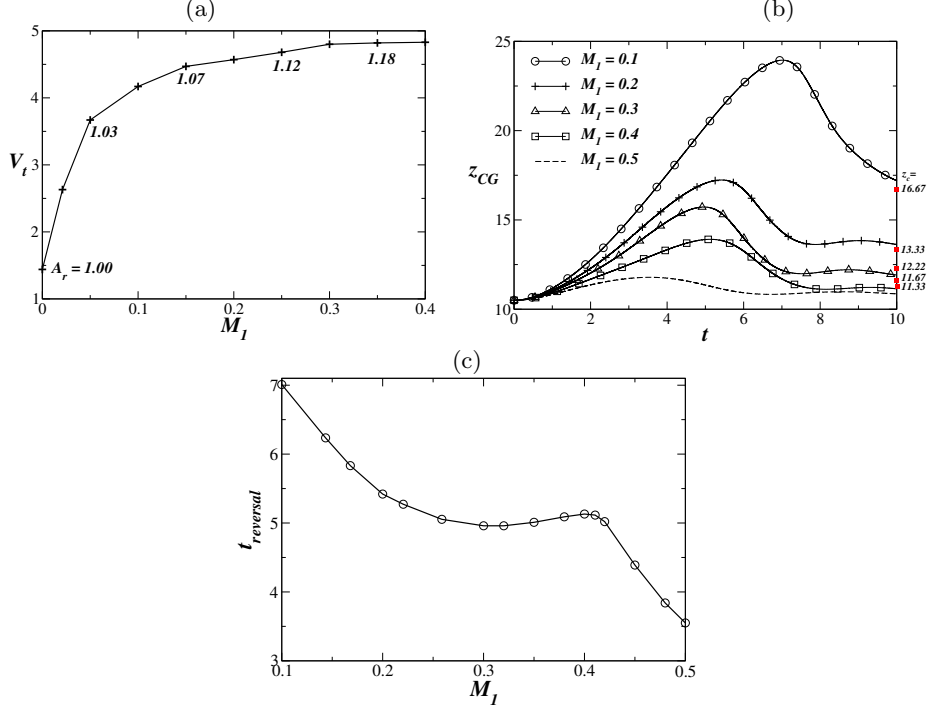 (a)
5
4
3
2
1
V_t
A_r = 1.00
1.03
1.07
1.12
1.18
0
0.1
0.2
0.3
0.4
M_1
(b)
25
20
15
10
z_CG
M_1 = 0.1
M_1 = 0.2
M_1 = 0.3
M_1 = 0.4
M_1 = 0.5
z_c=
16.67
13.33
12.22
11.67
11.33
0
2
4
6
8
10
t
(c)
7
6
5
4
3
t_reversal
0.1
0.2
0.3
0.4
0.5
M_1